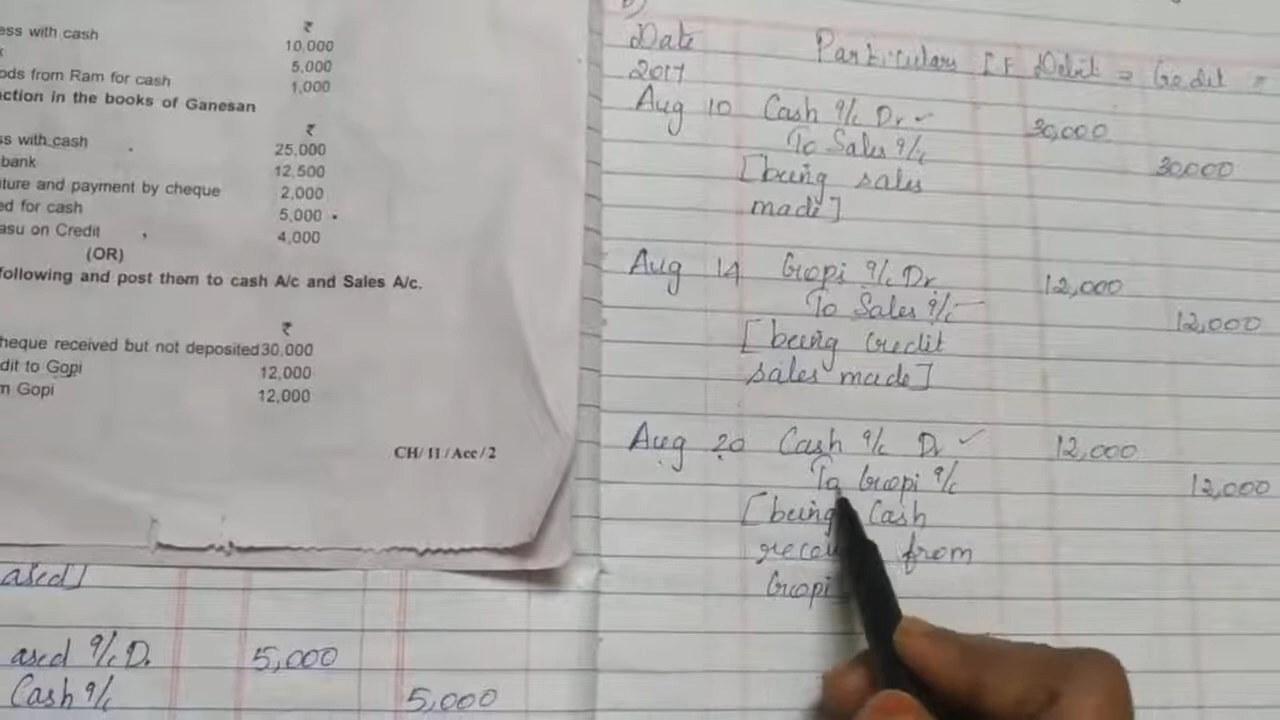 ess with cash
₹
10,000
5,000
ods from Ram for cash
1,000
ction in the books of Ganesan
₹
ss with cash
25,000
bank
12,500
iture and payment by cheque
2,000
ed for cash
5,000
asu on Credit
4,000
(OR)
following and post them to cash A/c and Sales A/c.
₹
heque received but not deposited 30,000
dit to Gopi
12,000
m Gopi
12,000
CH/11/Acc/2
ased]
ased a/c D.
5,000
Cash a/c
5,000
b)
Date Particulars LF Debit Credit
2017
Aug 10 Cash a/c Dr 30,000
To Sales a/c 30,000
[being sales
made]
Aug 14 Gopi a/c Dr 12,000
To Sales a/c 12,000
[being Credit
sales made]
Aug 20 Cash a/c Dr 12,000
To Gopi a/c 12,000
[being Cash
from
Gopi